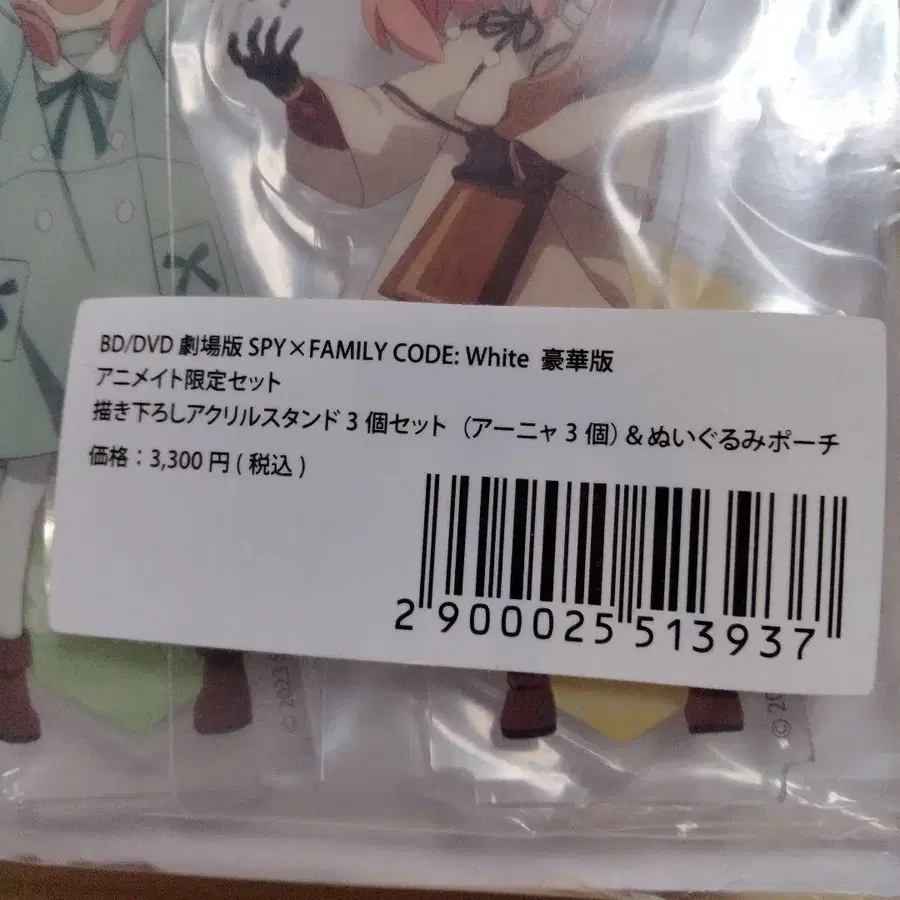 BD/DVD 劇場版 SPY×FAMILY CODE: White 豪華版
アニメイト限定セット
描き下ろしアクリルスタンド 3 個セット (アーニャ 3 個) & ぬいぐるみポーチ
価格：3,300 円 ( 税込 )
2 900025 513937
© 2023
©